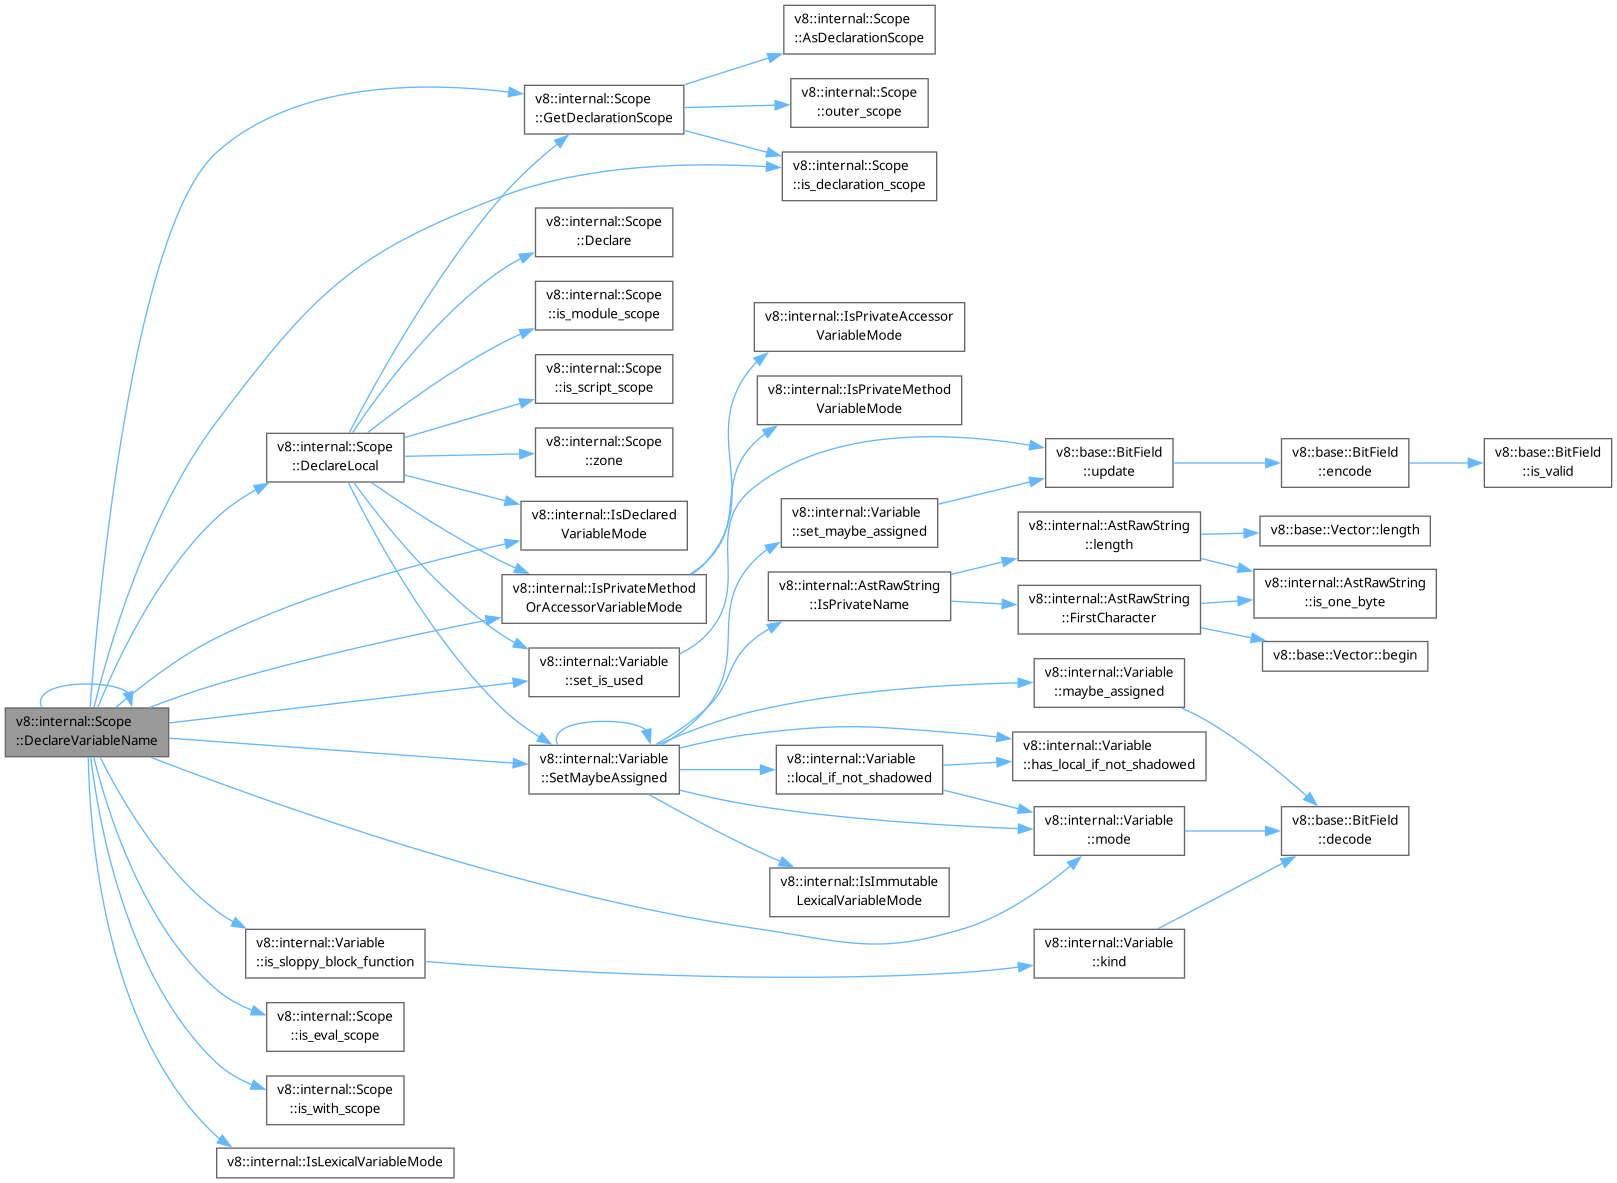 v8::internal::Scope
::AsDeclarationScope
v8::internal::Scope
::GetDeclarationScope
v8::internal::Scope
::outer_scope
v8::internal::Scope
::is_declaration_scope
v8::internal::Scope
::Declare
v8::internal::Scope
::is_module_scope
v8::internal::IsPrivateAccessor
VariableMode
v8::internal::Scope
::is_script_scope
v8::internal::IsPrivateMethod
VariableMode
v8::internal::Scope
::DeclareLocal
v8::internal::Scope
::zone
v8::base::BitField
::update
v8::base::BitField
::encode
v8::base::BitField
::is_valid
v8::internal::IsDeclared
VariableMode
v8::internal::Variable
::set_maybe_assigned
v8::internal::AstRawString
::length
v8::base::Vector::length
v8::internal::IsPrivateMethod
OrAccessorVariableMode
v8::internal::AstRawString
::IsPrivateName
v8::internal::AstRawString
::FirstCharacter
v8::internal::AstRawString
::is_one_byte
v8::base::Vector::begin
v8::internal::Variable
::set_is_used
v8::internal::Variable
::maybe_assigned
v8::internal::Scope
::DeclareVariableName
v8::internal::Variable
::SetMaybeAssigned
v8::internal::Variable
::local_if_not_shadowed
v8::internal::Variable
::has_local_if_not_shadowed
v8::internal::Variable
::mode
v8::base::BitField
::decode
v8::internal::IsImmutable
LexicalVariableMode
v8::internal::Variable
::is_sloppy_block_function
v8::internal::Variable
::kind
v8::internal::Scope
::is_eval_scope
v8::internal::Scope
::is_with_scope
v8::internal::IsLexicalVariableMode